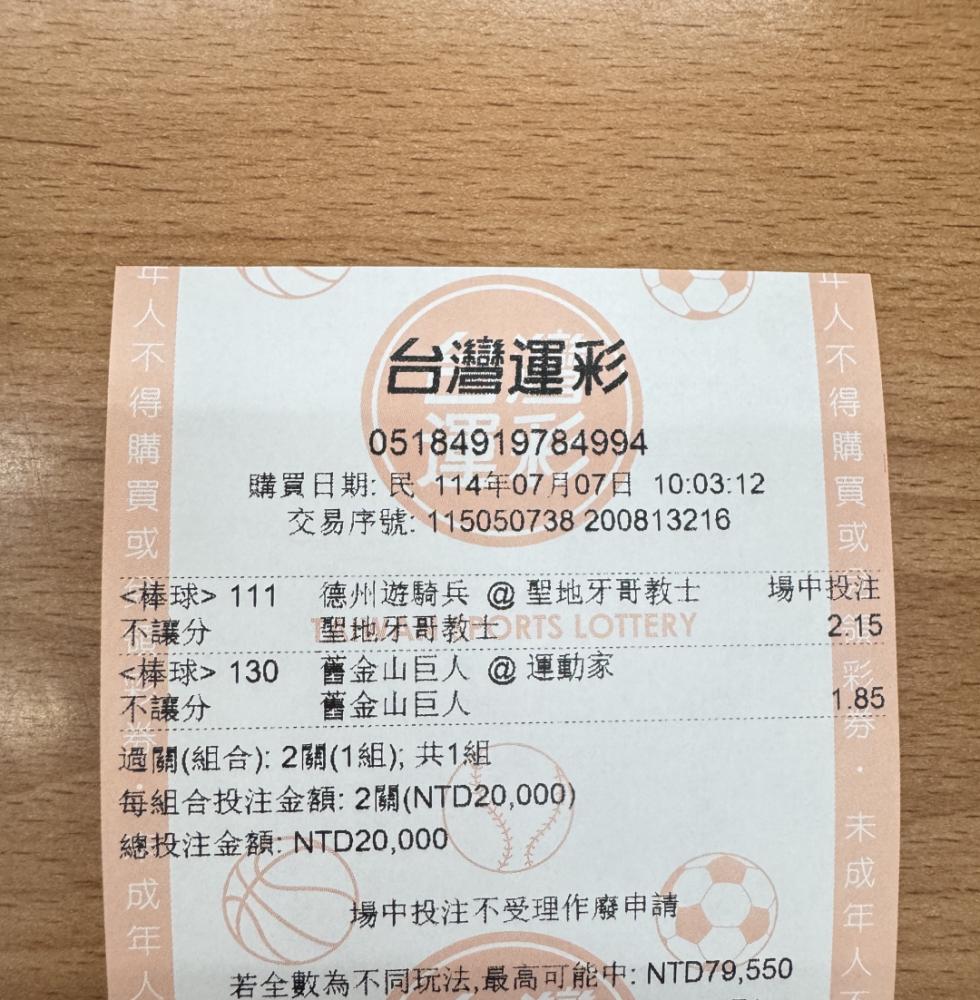 台灣運彩
05184919784994
購買日期: 民 114年07月07日 10:03:12
交易序號: 115050738 200813216
<棒球> 111 德州遊騎兵 @ 聖地牙哥教士 場中投注
不讓分 聖地牙哥教士 2.15
TAIWAN SPORTS LOTTERY
<棒球> 130 舊金山巨人 @ 運動家
不讓分 舊金山巨人 1.85
過關(組合): 2關(1組); 共1組
每組合投注金額: 2關(NTD20,000)
總投注金額: NTD20,000
場中投注不受理作廢申請
若全數為不同玩法,最高可能中: NTD79,550
年人不得購買或
券·
成年人
年人不得購買或領彩券·未成年人不